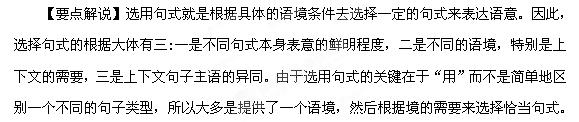 【要点解说】选用句式就是根据具体的语境条件去选择一定的句式来表达语意。因此，
选择句式的根据大体有三:一是不同句式本身表意的鲜明程度，二是不同的语境，特别是上
下文的需要，三是上下文句子主语的异同。由于选用句式的关键在于“用”而不是简单地区
别一个不同的句子类型，所以大多是提供了一个语境，然后根据境的需要来选择恰当句式。